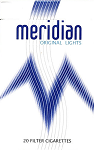 meridian
ORIGINAL LIGHTS
20 FILTER CIGARETTES